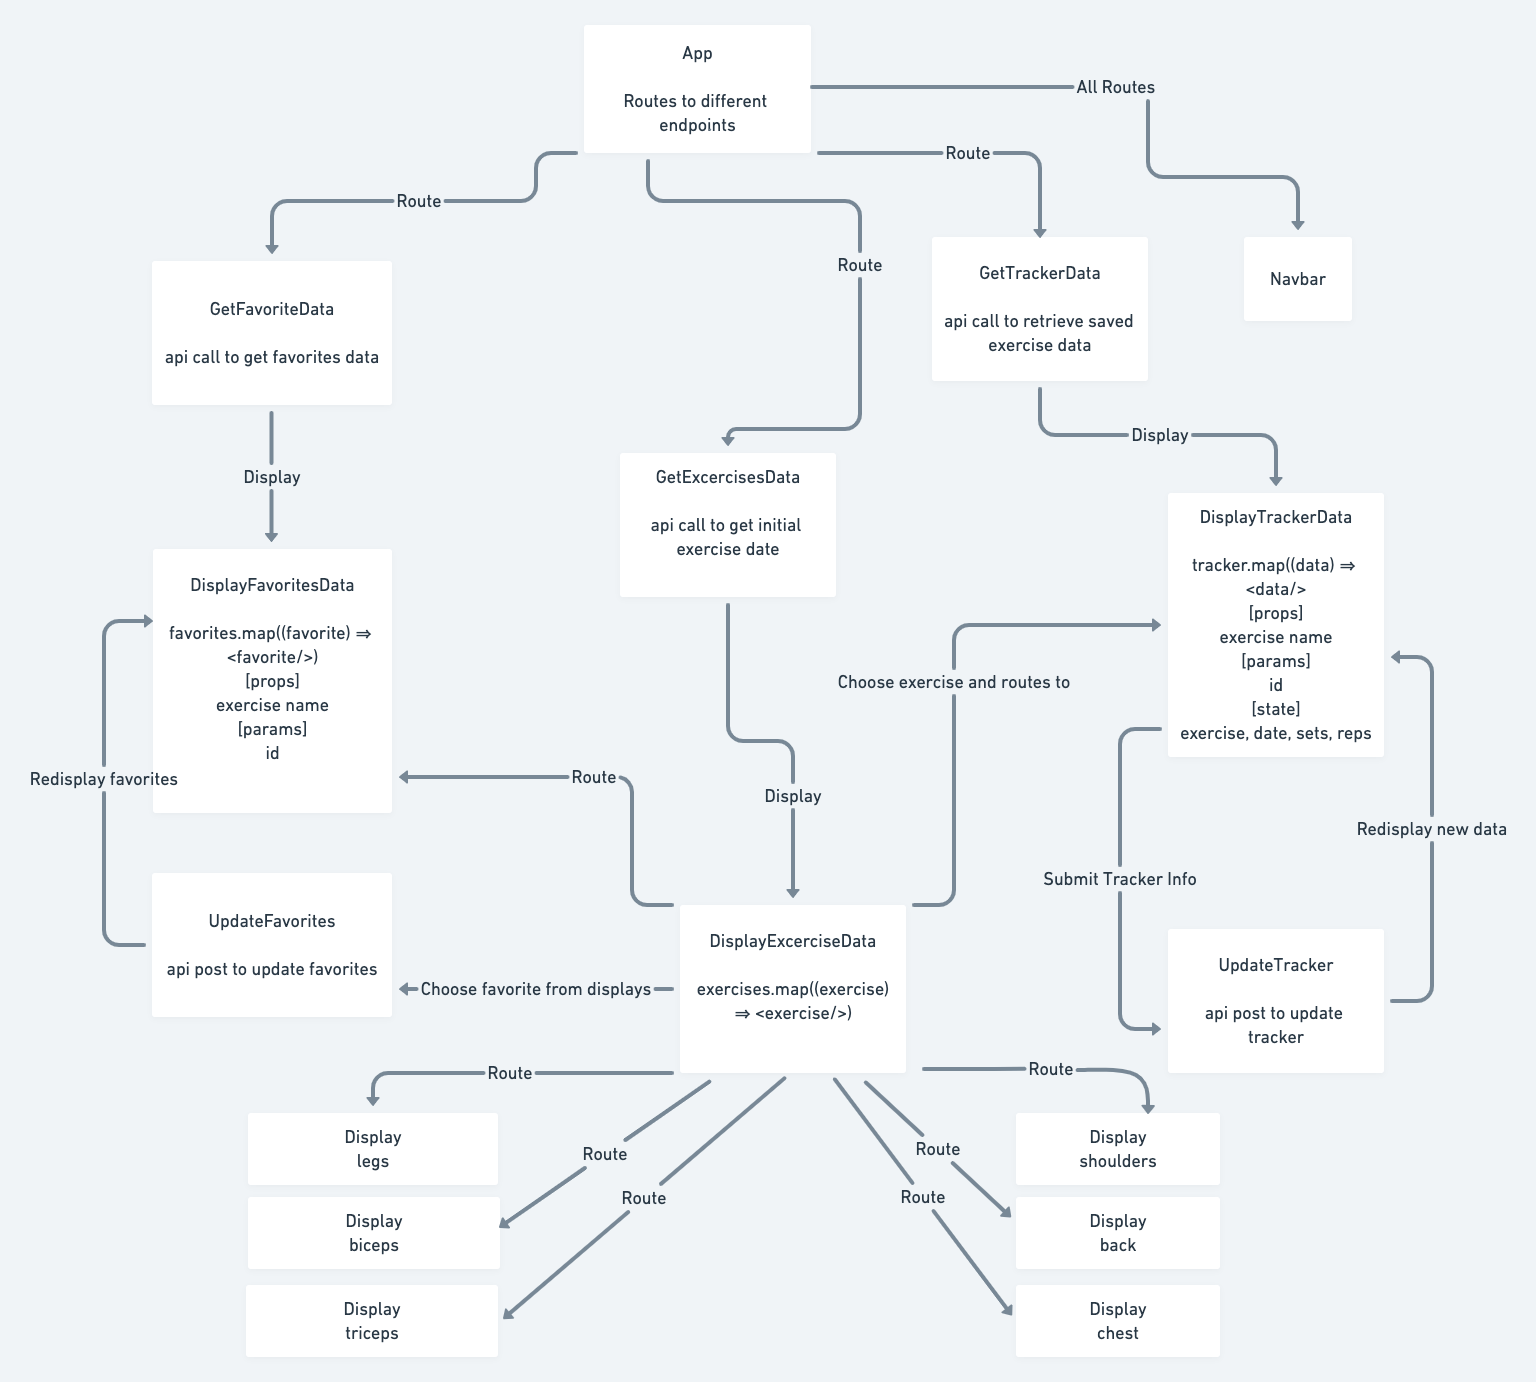 App
Routes to different
endpoints
All Routes
Route
Route
Route
GetFavoriteData
api call to get favorites data
GetTrackerData
api call to retrieve saved
exercise data
Navbar
Display
Display
GetExcercisesData
api call to get initial
exercise date
DisplayTrackerData
tracker.map((data) ⇒
<data/>
[props]
exercise name
[params]
id
[state]
exercise, date, sets, reps
DisplayFavoritesData
favorites.map((favorite) ⇒
<favorite/>)
[props]
exercise name
[params]
id
Choose exercise and routes to
Redisplay favorites
Route
Display
Redisplay new data
Submit Tracker Info
UpdateFavorites
api post to update favorites
Choose favorite from displays
DisplayExcerciseData
exercises.map((exercise)
⇒ <exercise/>)
UpdateTracker
api post to update
tracker
Route
Route
Route
Route
Route
Route
Display
legs
Display
shoulders
Display
biceps
Display
back
Display
triceps
Display
chest